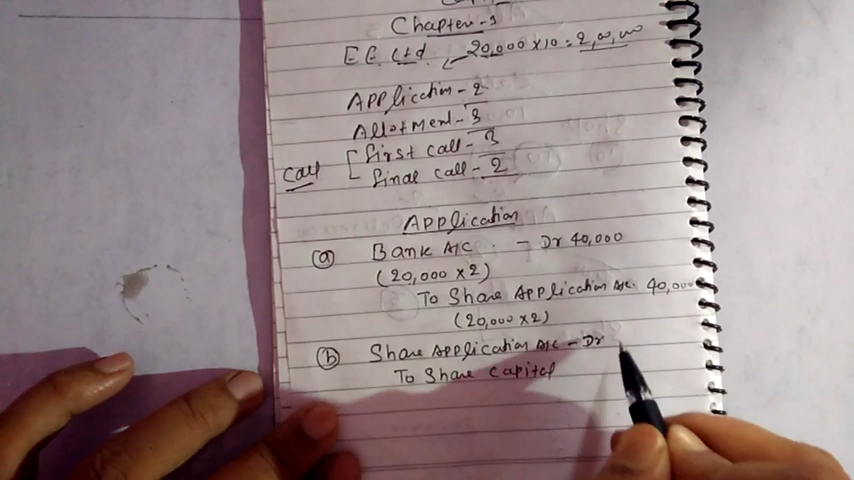 Chapter-3
EE Ltd. 20,000 x 10 = 2,00,000
Application - 2
Allotment - 3
Call [ first call - 3
final call - 2
Application
(a) Bank A/c. - Dr 40,000
(20,000 x 2)
To Share Application A/c. 40,000
(20,000 x 2)
(b) Share Application A/c - Dr
To Share Capital